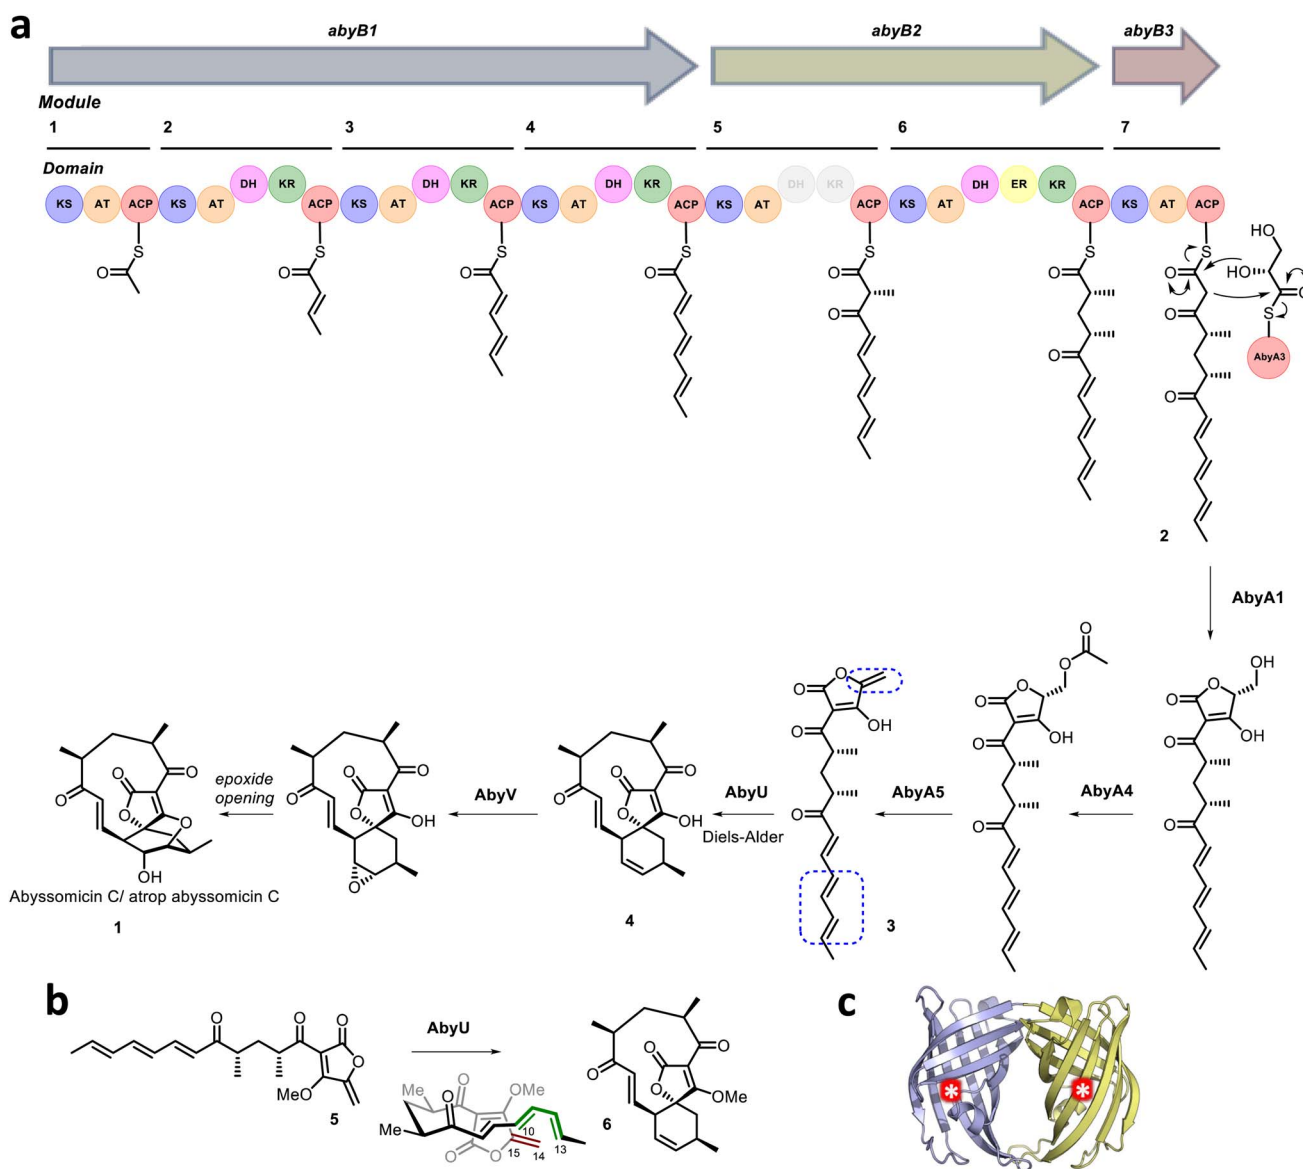 a
abyB1 abyB2 abyB3
Module
1 2 3 4 5 6 7
Domain
DH KR DH KR DH KR DH KR DH ER KR
KS AT ACP KS AT ACP KS AT ACP KS AT ACP KS AT ACP KS AT ACP KS AT ACP
S S S S S S S
HO
O O O O O O O HO
O O O O
S
AbyA3
O O
2
AbyA1
O
O
O OH
O O O O O O
OH OH OH
O O O
O O O
AbyA5 AbyA4
3
AbyU
Diels-Alder
O O O OH
O
4
AbyV
O O O OH
O
O
epoxide
opening
O O O O
O
OH
Abyssomicin C/ atrop abyssomicin C
1
b
O O O
O
MeO
5
AbyU
Me O OMe
O
Me
O O
10
15 14 13
O O O
O OMe
6
c
* *